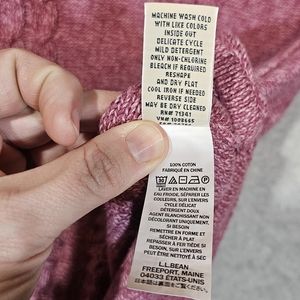 MACHINE WASH COLD
WITH LIKE COLORS
INSIDE OUT
DELICATE CYCLE
MILD DETERGENT
ONLY NON-CHLORINE
BLEACH IF REQUIRED
RESHAPE
AND DRY FLAT
COOL IRON IF NEEDED
REVERSE SIDE
MAY BE DRY CLEANED
RN# 71341
VN# 1008665
100% COTON
FABRIQUÉ EN CHINE
LAVER EN MACHINE EN
EAU FROIDE, SÉPARER LES
COULEURS, SUR L'ENVERS
CYCLE DÉLICAT
DÉTERGENT DOUX
AGENT BLANCHISSANT NON
DÉCOLORANT UNIQUEMENT,
SI BESOIN
REMETTRE EN FORME ET
SÉCHER À PLAT
REPASSER À FER TIÈDE SI
BESOIN, SUR L'ENVERS
PEUT ÊTRE NETTOYÉ À SEC
L.L.BEAN
FREEPORT, MAINE
04033 ÉTATS-UNIS